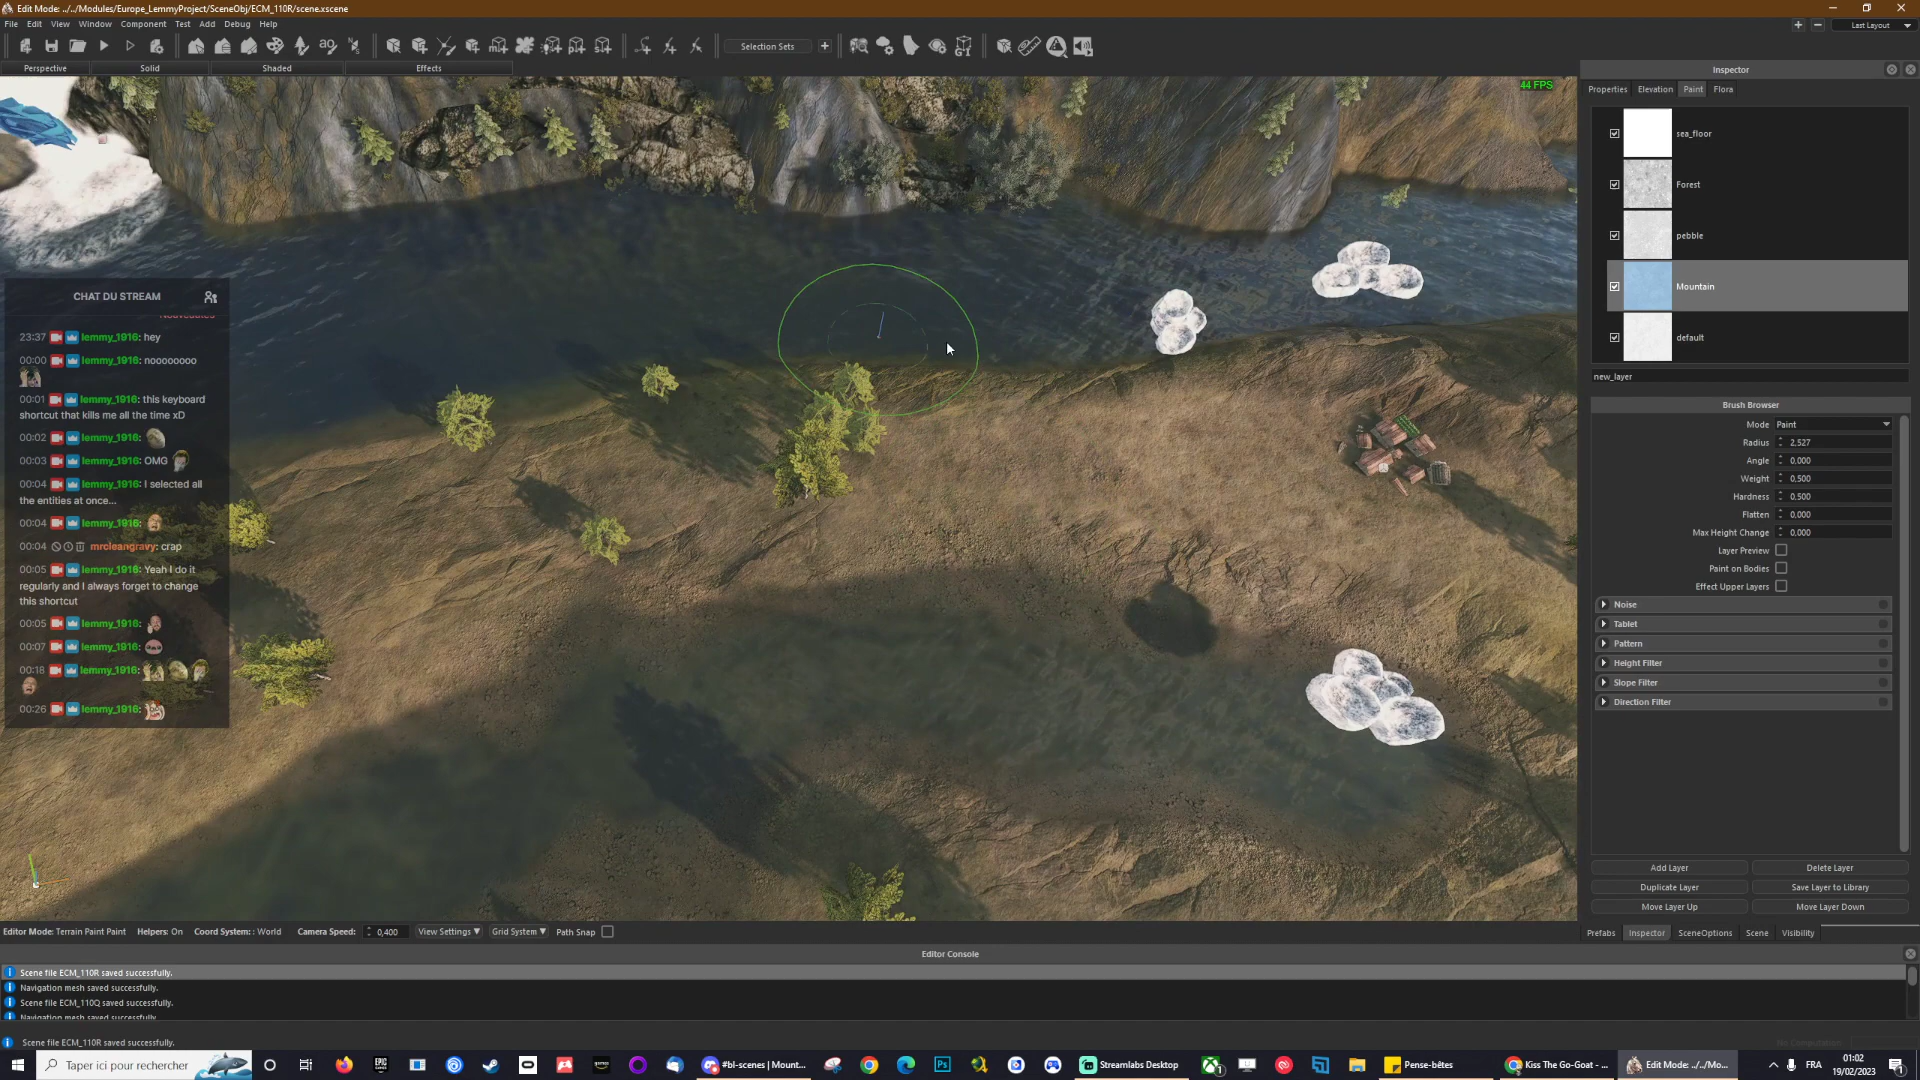 Edit Mode: ../../Modules/Europe_LemmyProject/SceneObj/ECM_110R/scene.xscene
File Edit View Window Component Test Add Debug Help
Last Layout
Selection Sets
Perspective Solid Shaded Effects
44 FPS
CHAT DU STREAM
23:37 lemmy_1916: hey
00:00 lemmy_1916: noooooooo
00:01 lemmy_1916: this keyboard
shortcut that kills me all the time xD
00:02 lemmy_1916:
00:03 lemmy_1916: OMG
00:04 lemmy_1916: I selected all
the entities at once...
00:04 lemmy_1916:
00:04 mrcleangravy: crap
00:05 lemmy_1916: Yeah I do it
regularly and I always forget to change
this shortcut
00:05 lemmy_1916:
00:07 lemmy_1916:
00:18 lemmy_1916:
00:26 lemmy_1916:
Inspector
Properties Elevation Paint Flora
sea_floor
Forest
pebble
Mountain
default
new_layer
Brush Browser
Mode Paint
Radius 2,527
Angle 0,000
Weight 0,500
Hardness 0,500
Flatten 0,000
Max Height Change 0,000
Layer Preview
Paint on Bodies
Effect Upper Layers
Noise
Tablet
Pattern
Height Filter
Slope Filter
Direction Filter
Add Layer Delete Layer
Duplicate Layer Save Layer to Library
Move Layer Up Move Layer Down
Prefabs Inspector SceneOptions Scene Visibility
Editor Mode: Terrain Paint Paint Helpers: On Coord System: : World Camera Speed: 0,400 View Settings Grid System Path Snap
Editor Console
Scene file ECM_110R saved successfully.
Navigation mesh saved successfully.
Scene file ECM_110Q saved successfully.
Navigation mesh saved successfully.
Scene file ECM_110R saved successfully.
No Computation
Taper ici pour rechercher
#bl-scenes | Mount...
Streamlabs Desktop
Pense-bêtes
Kiss The Go-Goat - ...
Edit Mode: ../../Mo...
FRA
01:02
19/02/2023